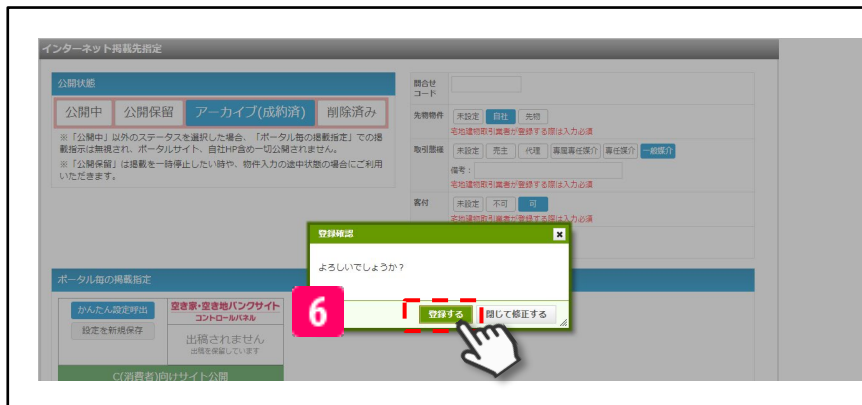 インターネット掲載先指定
公開状態
公開中 公開保留 アーカイブ(成約済) 削除済み
※「公開中」以外のステータスを選択した場合、「ポータル毎の掲載指定」での掲
載指示は無視され、ポータルサイト、自社HP含め一切公開されません。
※「公開保留」は掲載を一時停止したい時や、物件入力の途中状態の場合にご利用
いただきます。
問合せ
コード
先物物件 未設定 自社 先物
宅地建物取引業者が登録する際は入力必須
取引態様 未設定 売主 代理 専属専任媒介 専任媒介 一般媒介
備考：
宅地建物取引業者が登録する際は入力必須
客付 未設定 不可 可
宅地建物取引業者が登録する際は入力必須
登録確認
よろしいでしょうか？
6
登録する 閉じて修正する
ポータル毎の掲載指定
かんたん設定呼出
設定を新規保存
空き家・空き地バンクサイト
コントロールパネル
出稿されません
出稿を保留しています
C(消費者)向けサイト公開